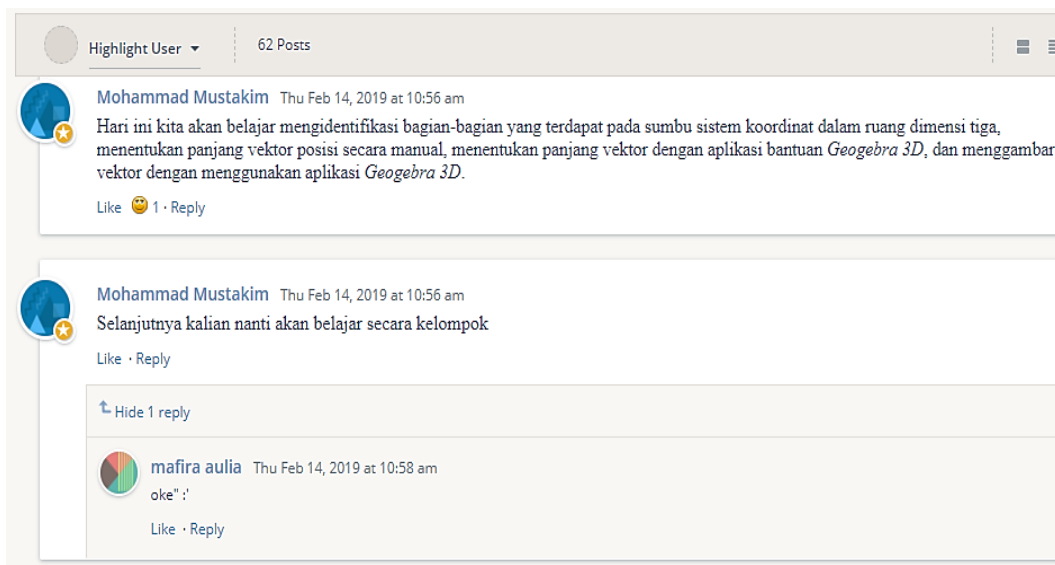 Highlight User
62 Posts
Mohammad Mustakim Thu Feb 14, 2019 at 10:56 am
Hari ini kita akan belajar mengidentifikasi bagian-bagian yang terdapat pada sumbu sistem koordinat dalam ruang dimensi tiga,
menentukan panjang vektor posisi secara manual, menentukan panjang vektor dengan aplikasi bantuan Geogebra 3D, dan menggambar
vektor dengan menggunakan aplikasi Geogebra 3D.
Like 1 · Reply
Mohammad Mustakim Thu Feb 14, 2019 at 10:56 am
Selanjutnya kalian nanti akan belajar secara kelompok
Like · Reply
Hide 1 reply
mafira aulia Thu Feb 14, 2019 at 10:58 am
oke" :'
Like · Reply